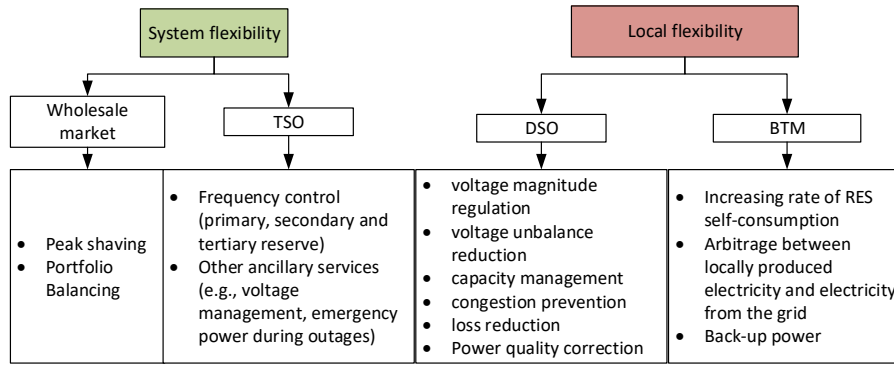 System flexibility
Local flexibility
Wholesale
market
TSO
DSO
BTM
• Peak shaving
• Portfolio
Balancing
• Frequency control
(primary, secondary and
tertiary reserve)
• Other ancillary services
(e.g., voltage
management, emergency
power during outages)
• voltage magnitude
regulation
• voltage unbalance
reduction
• capacity management
• congestion prevention
• loss reduction
• Power quality correction
• Increasing rate of RES
self-consumption
• Arbitrage between
locally produced
electricity and electricity
from the grid
• Back-up power